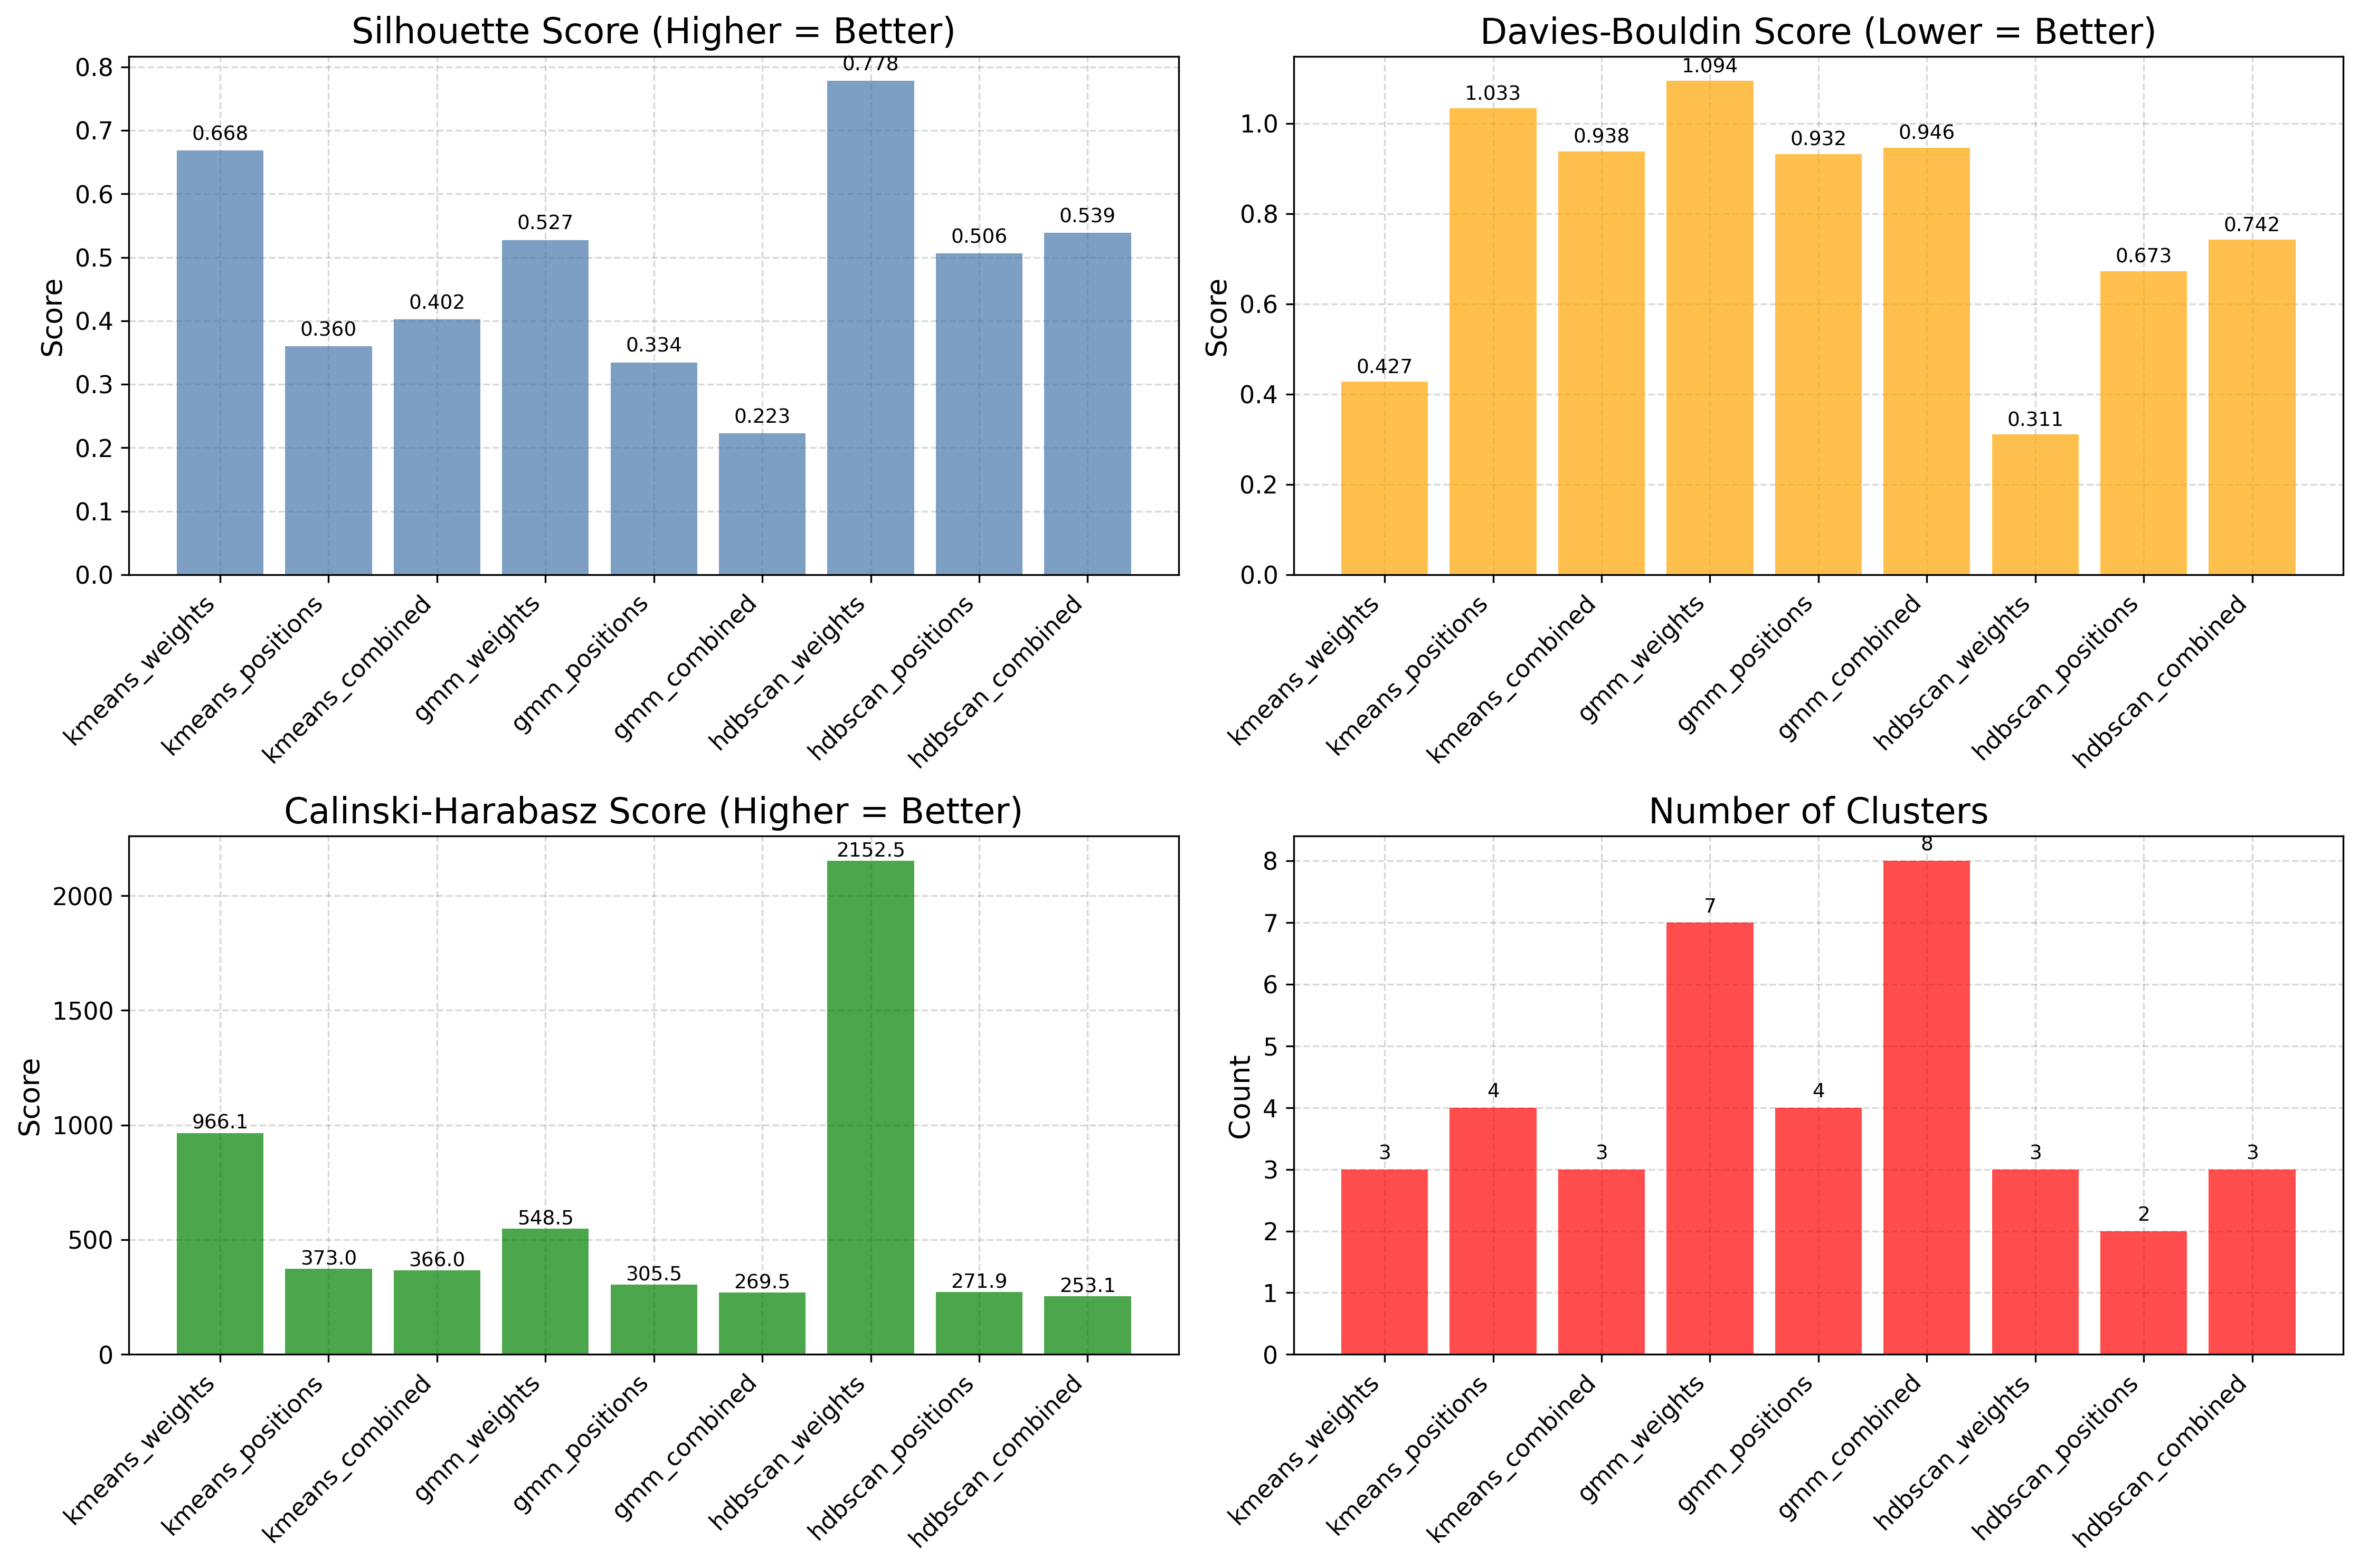 Silhouette Score (Higher = Better)
Score
0.8
0.7
0.6
0.5
0.4
0.3
0.2
0.1
0.0
0.668
0.360
0.402
0.527
0.334
0.223
0.778
0.506
0.539
kmeans_weights
kmeans_positions
kmeans_combined
gmm_weights
gmm_positions
gmm_combined
hdbscan_weights
hdbscan_positions
hdbscan_combined
Davies-Bouldin Score (Lower = Better)
Score
1.0
0.8
0.6
0.4
0.2
0.0
0.427
1.033
0.938
1.094
0.932
0.946
0.311
0.673
0.742
kmeans_weights
kmeans_positions
kmeans_combined
gmm_weights
gmm_positions
gmm_combined
hdbscan_weights
hdbscan_positions
hdbscan_combined
Calinski-Harabasz Score (Higher = Better)
Score
2000
1500
1000
500
0
966.1
373.0
366.0
548.5
305.5
269.5
2152.5
271.9
253.1
kmeans_weights
kmeans_positions
kmeans_combined
gmm_weights
gmm_positions
gmm_combined
hdbscan_weights
hdbscan_positions
hdbscan_combined
Number of Clusters
Count
8
7
6
5
4
3
2
1
0
3
4
3
7
4
8
3
2
3
kmeans_weights
kmeans_positions
kmeans_combined
gmm_weights
gmm_positions
gmm_combined
hdbscan_weights
hdbscan_positions
hdbscan_combined